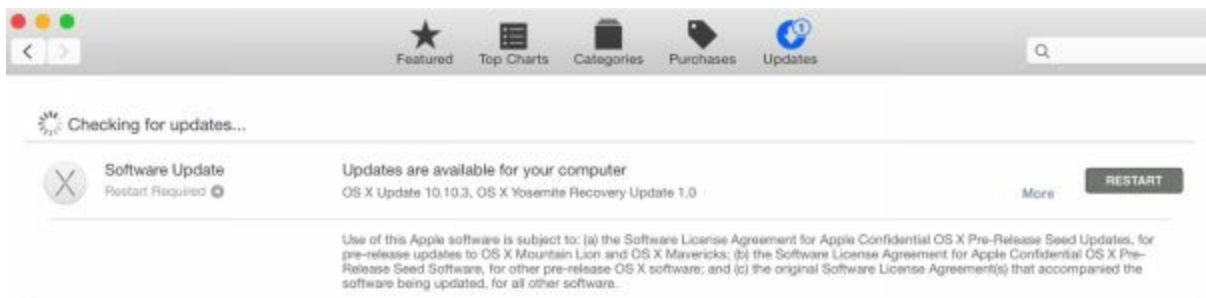 Featured Top Charts Categories Purchases Updates
1
Checking for updates...
Software Update
Restart Required
Updates are available for your computer
OS X Update 10.10.3, OS X Yosemite Recovery Update 1.0
More
RESTART
Use of this Apple software is subject to: (a) the Software License Agreement for Apple Confidential OS X Pre-Release Seed Updates, for
pre-release updates to OS X Mountain Lion and OS X Mavericks; (b) the Software License Agreement for Apple Confidential OS X Pre-
Release Seed Software, for other pre-release OS X software; and (c) the original Software License Agreement(s) that accompanied the
software being updated, for all other software.